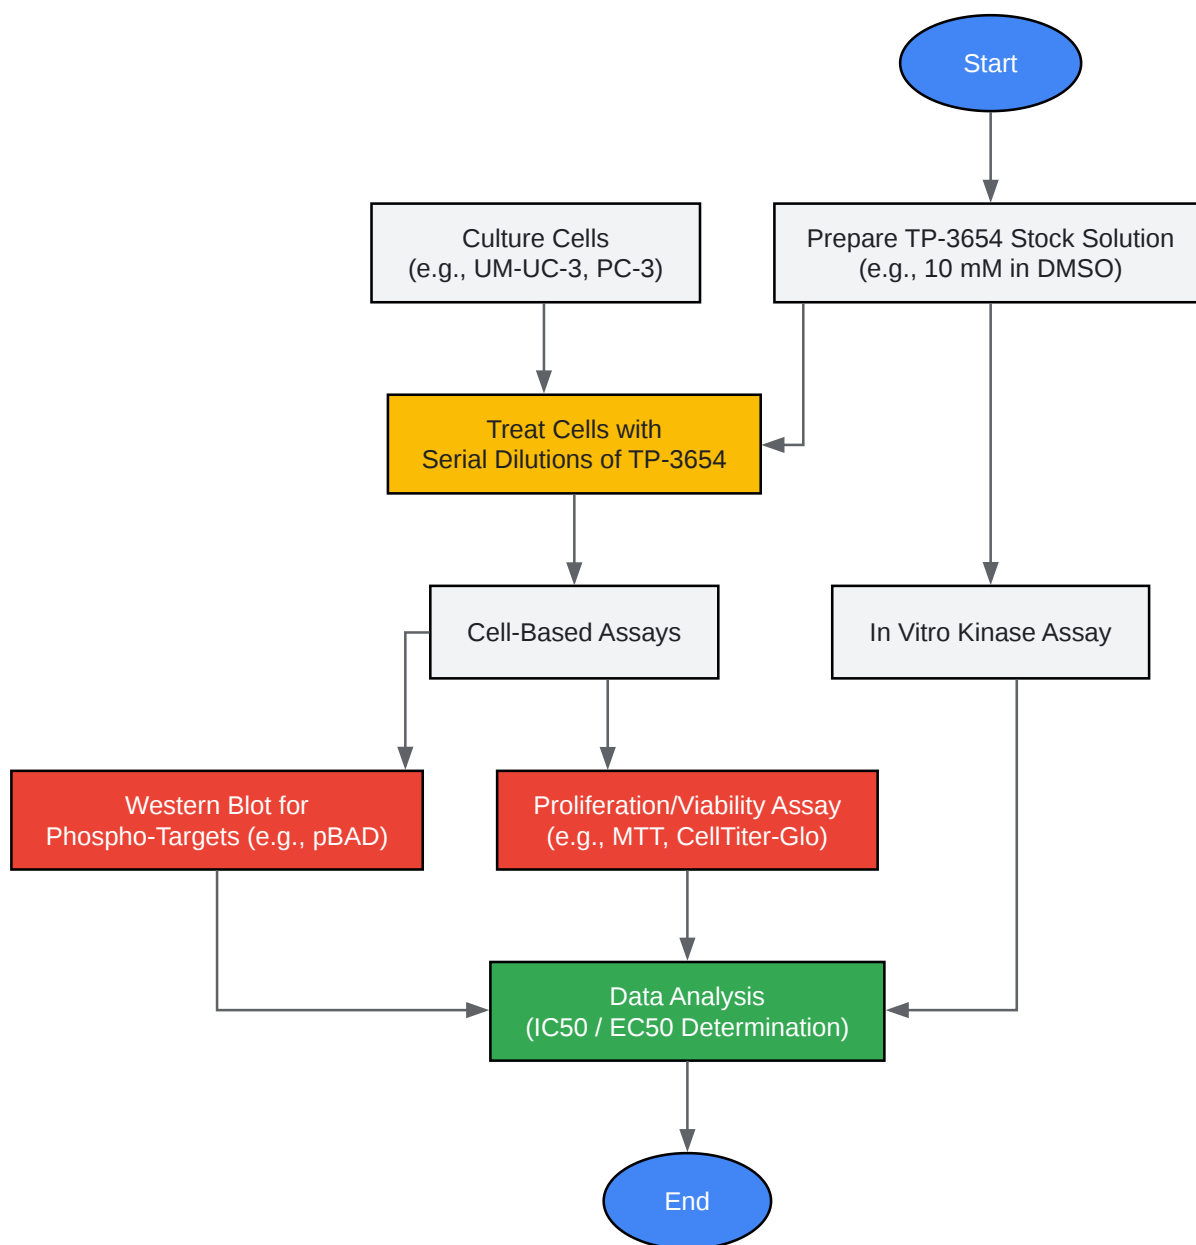 Start
Culture Cells
(e.g., UM-UC-3, PC-3)
Prepare TP-3654 Stock Solution
(e.g., 10 mM in DMSO)
Treat Cells with
Serial Dilutions of TP-3654
Cell-Based Assays
In Vitro Kinase Assay
Western Blot for
Phospho-Targets (e.g., pBAD)
Proliferation/Viability Assay
(e.g., MTT, CellTiter-Glo)
Data Analysis
(IC50 / EC50 Determination)
End